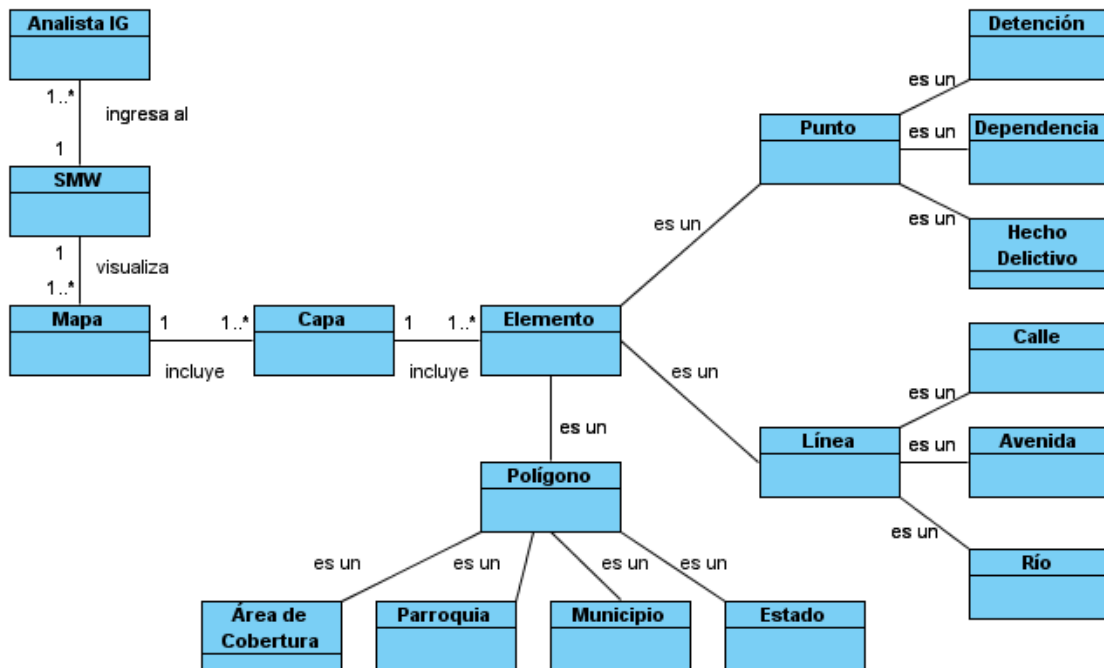 Analista IG
1..*
ingresa al
1
SMW
1
visualiza
1..*
Mapa
1
1..*
incluye
Capa
1
1..*
incluye
Elemento
es un
Punto
es un
Detención
es un
Dependencia
es un
Hecho
Delictivo
es un
Línea
es un
Calle
es un
Avenida
es un
Río
es un
Polígono
es un
es un
es un
es un
Área de
Cobertura
Parroquia
Municipio
Estado